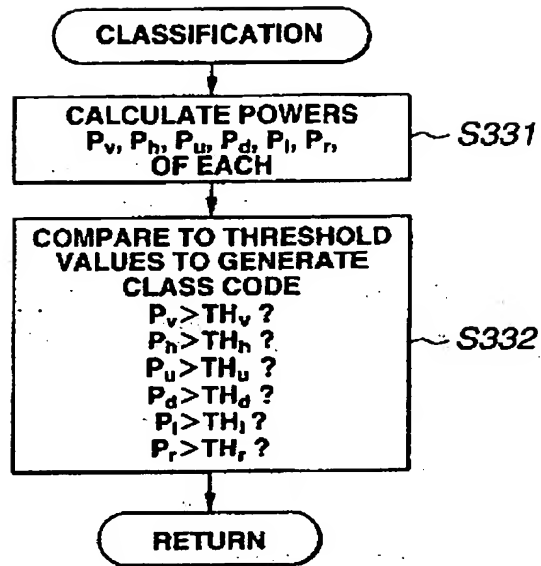 CLASSIFICATION
CALCULATE POWERS
Pv, Ph, Pu, Pd, Pl, Pr,
OF EACH
S331
COMPARE TO THRESHOLD
VALUES TO GENERATE
CLASS CODE
Pv>THv ?
Ph>THh ?
Pu>THu ?
Pd>THd ?
Pl>THl ?
Pr>THr ?
S332
RETURN